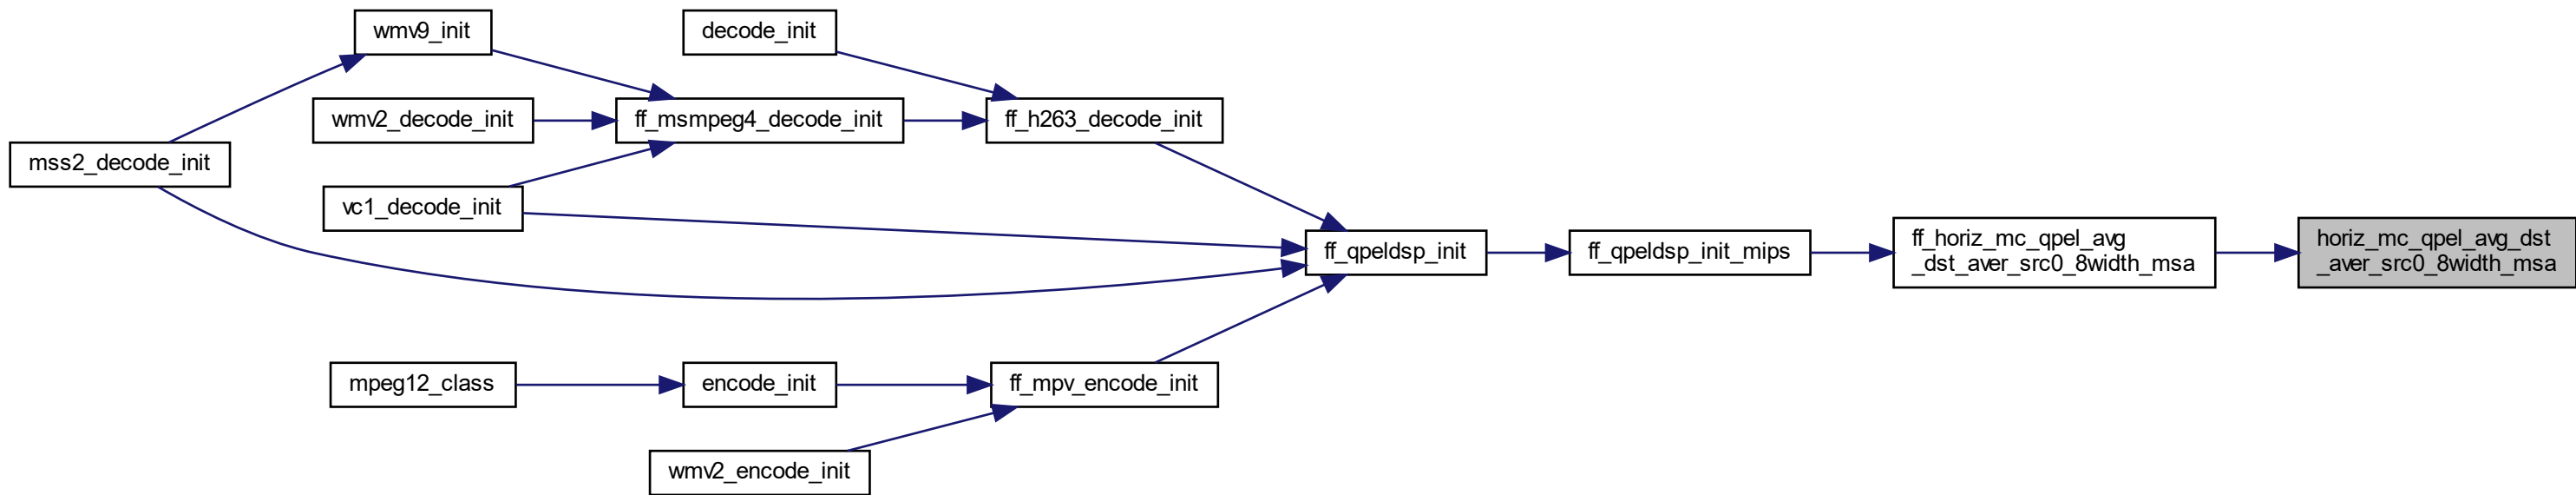 wmv9_init
decode_init
wmv2_decode_init
ff_msmpeg4_decode_init
ff_h263_decode_init
mss2_decode_init
vc1_decode_init
ff_qpeldsp_init
ff_qpeldsp_init_mips
ff_horiz_mc_qpel_avg
_dst_aver_src0_8width_msa
horiz_mc_qpel_avg_dst
_aver_src0_8width_msa
mpeg12_class
encode_init
ff_mpv_encode_init
wmv2_encode_init